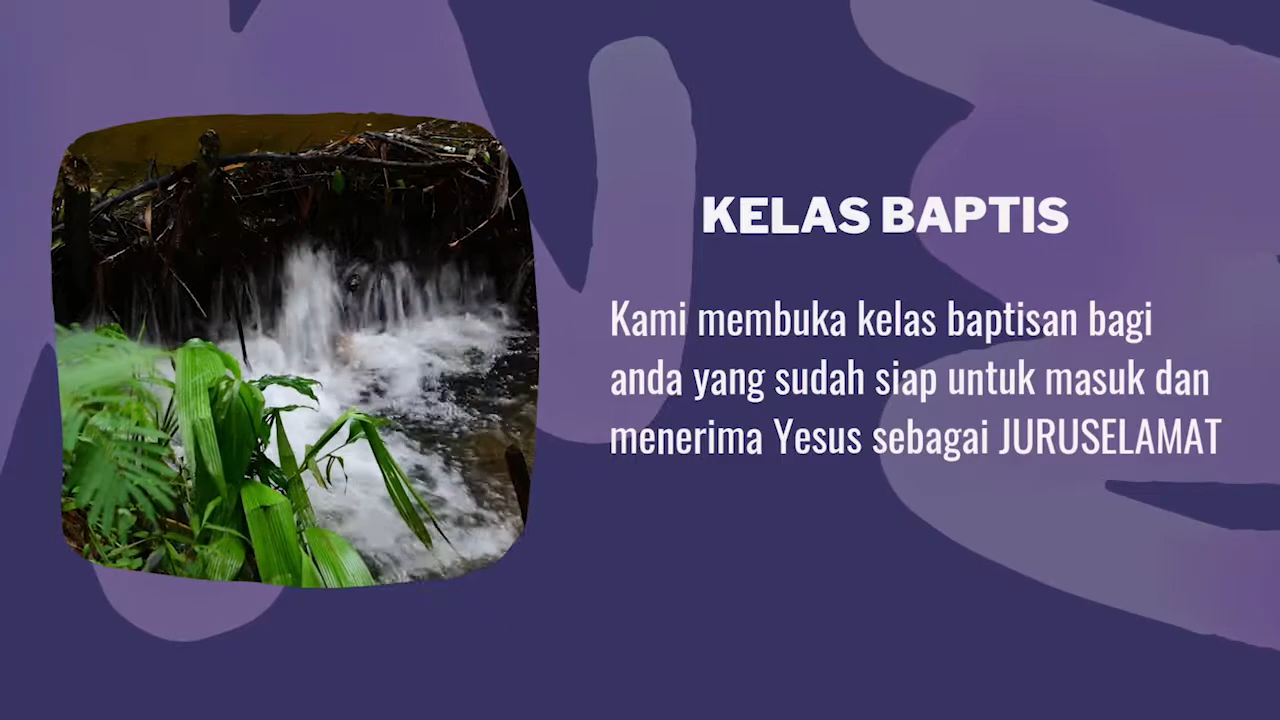 KELAS BAPTIS
Kami membuka kelas baptisan bagi
anda yang sudah siap untuk masuk dan
menerima Yesus sebagai JURUSELAMAT